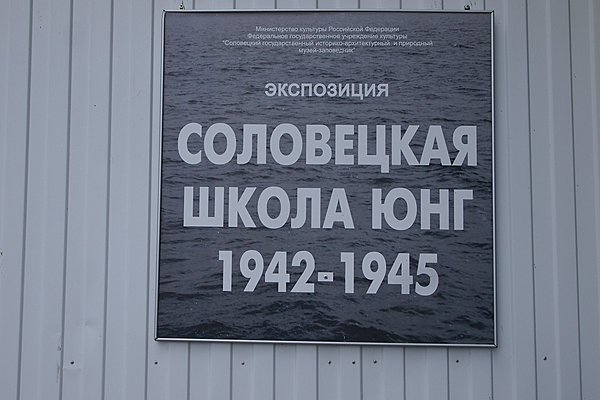 Министерство культуры Российской Федерации
Федеральное государственное учреждение культуры
"Соловецкий государственный историко-архитектурный и природный
музей-заповедник"
ЭКСПОЗИЦИЯ
СОЛОВЕЦКАЯ
ШКОЛА ЮНГ
1942-1945